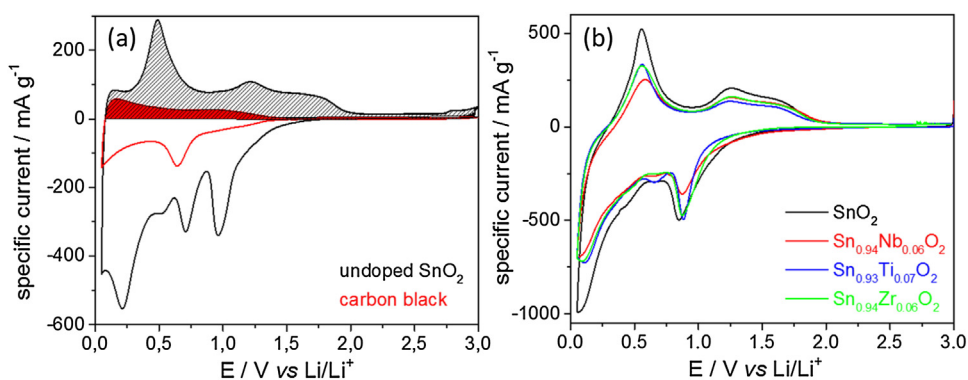 (a)
specific current / mA g⁻¹
200
0
-200
-400
-600
undoped SnO₂
carbon black
0,0 0,5 1,0 1,5 2,0 2,5 3,0
E / V vs Li/Li⁺
(b)
specific current / mA g⁻¹
500
0
-500
-1000
SnO₂
Sn₀.₉₄Nb₀.₀₆O₂
Sn₀.₉₃Ti₀.₀₇O₂
Sn₀.₉₄Zr₀.₀₆O₂
0.0 0.5 1.0 1.5 2.0 2.5 3.0
E / V vs Li/Li⁺